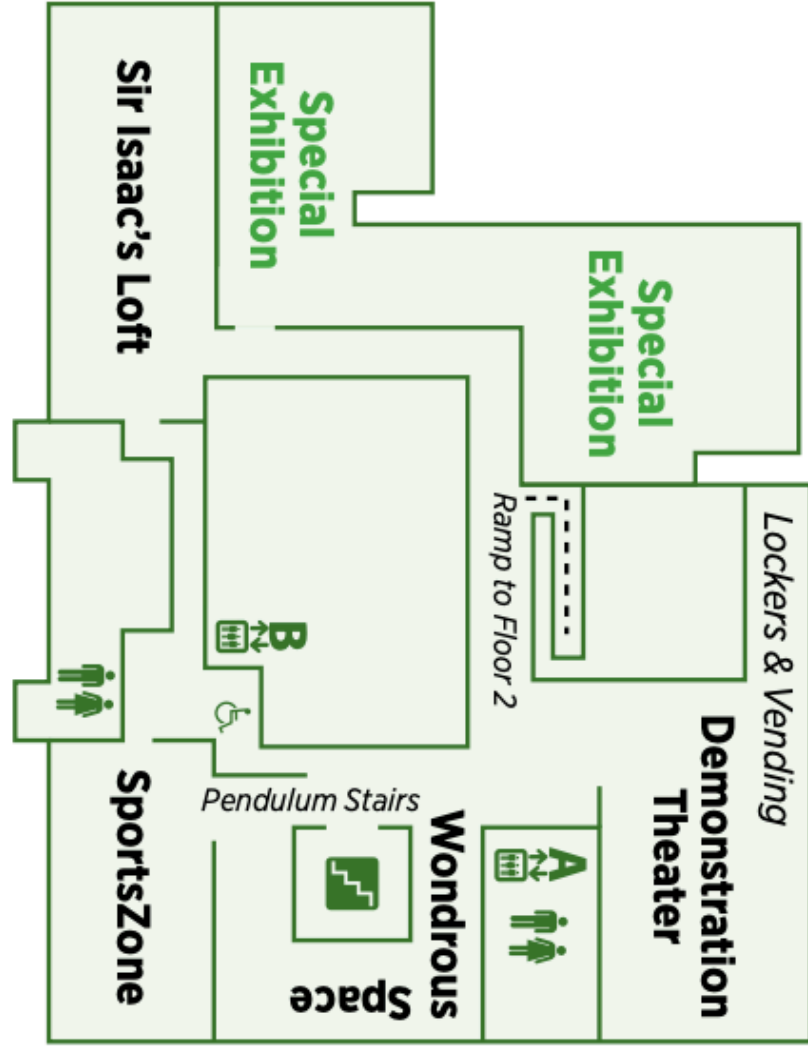 Sir Isaac's Loft
Special
Exhibition
Special
Exhibition
Ramp to Floor 2
Lockers & Vending
B
Demonstration
Theater
Pendulum Stairs
SportsZone
Wondrous
Space
A